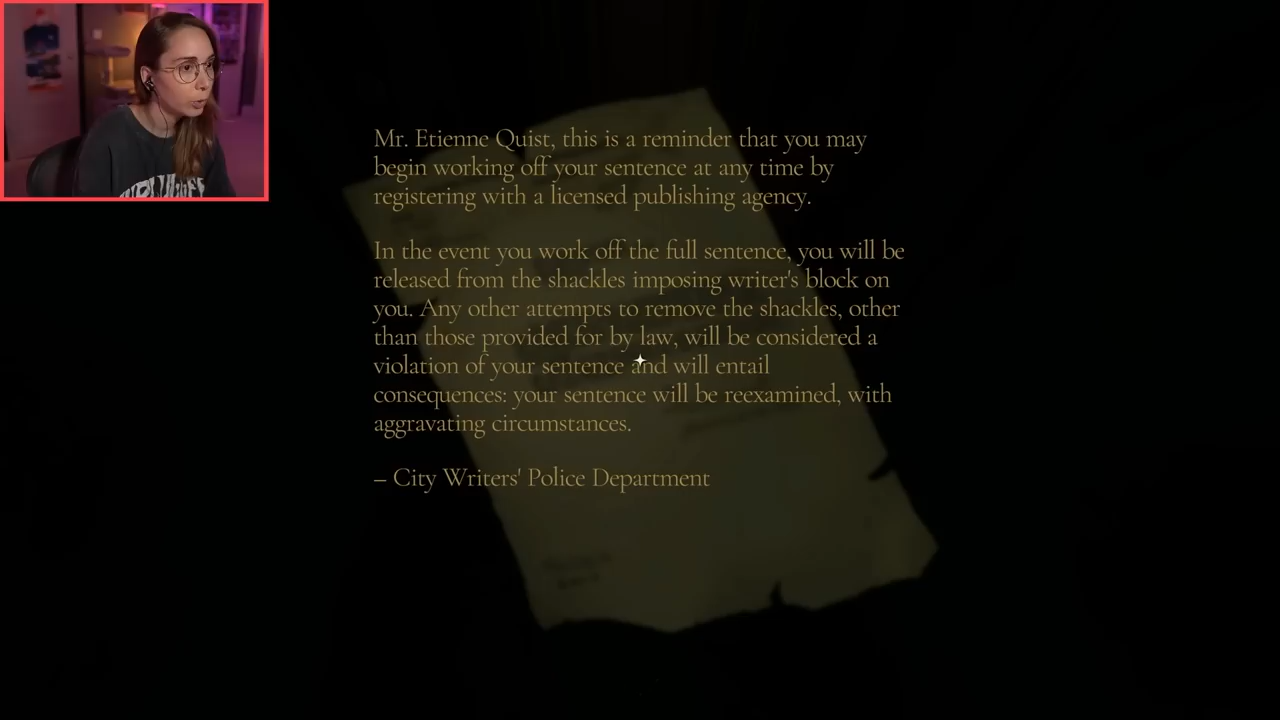 Mr. Etienne Quist, this is a reminder that you may
begin working off your sentence at any time by
registering with a licensed publishing agency.
In the event you work off the full sentence, you will be
released from the shackles imposing writer's block on
you. Any other attempts to remove the shackles, other
than those provided for by law, will be considered a
violation of your sentence and will entail
consequences: your sentence will be reexamined, with
aggravating circumstances.
– City Writers' Police Department